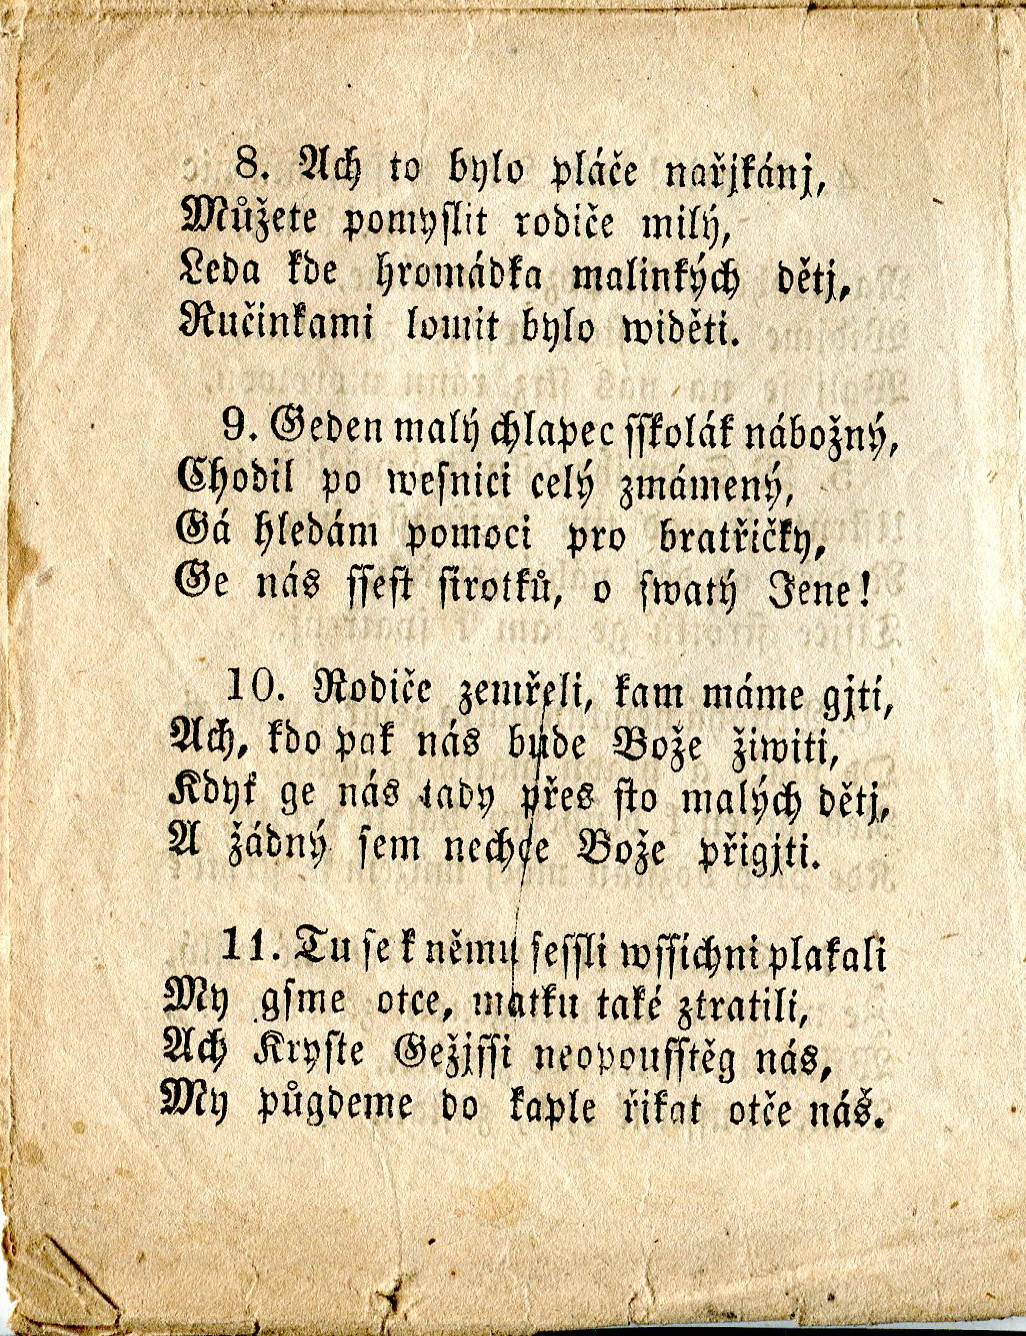 8. Ach to bylo pláče nařjkánj,
Můžete pomyſlit rodiče milý,
Leda kde hromádka malinkých dětj,
Ručinkami lomit bylo widěti.
9. Geden malý chlapec ſſkolák nábožný,
Chodil po weſnici celý zmámený,
Gá hledám pomoci pro bratřičky,
Ge nás ſſeſt ſirotků, o ſwatý Jene!
10. Rodiče zemřeli, kam máme gjti,
Ach, kdo pak nás bude Bože žiwiti,
Kdyť ge nás tady přes ſto malých dětj,
A žádný ſem nechce Bože přigjti.
11. Tu ſe k němu ſeſſli wſſichni plakali
My gſme otce, matku také ztratili,
Ach Kryſte Gežjſſi neopouſſtěg nás,
My půgdeme do kaple řikat otče náš.